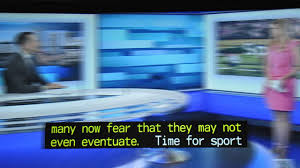 many now fear that they may not
even eventuate. Time for sport